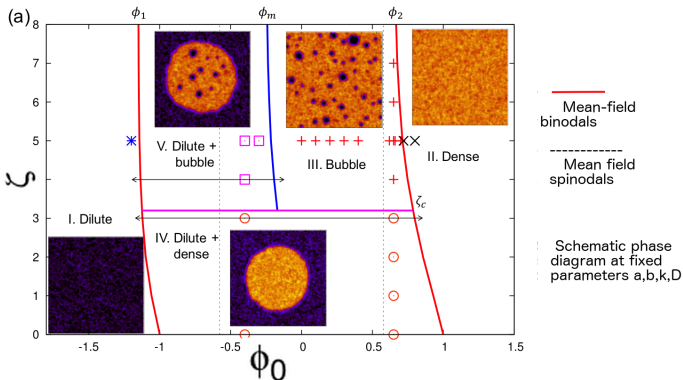 (a)
ϕ1 ϕm ϕ2
8
7
6
5
4
3
2
1
0
ζ
V. Dilute +
bubble
III. Bubble
II. Dense
ζc
I. Dilute
IV. Dilute +
dense
-1.5 -1 -0.5 0 0.5 1 1.5
ϕ0
Mean-field
binodals
Mean field
spinodals
Schematic phase
diagram at fixed
parameters a,b,k,D